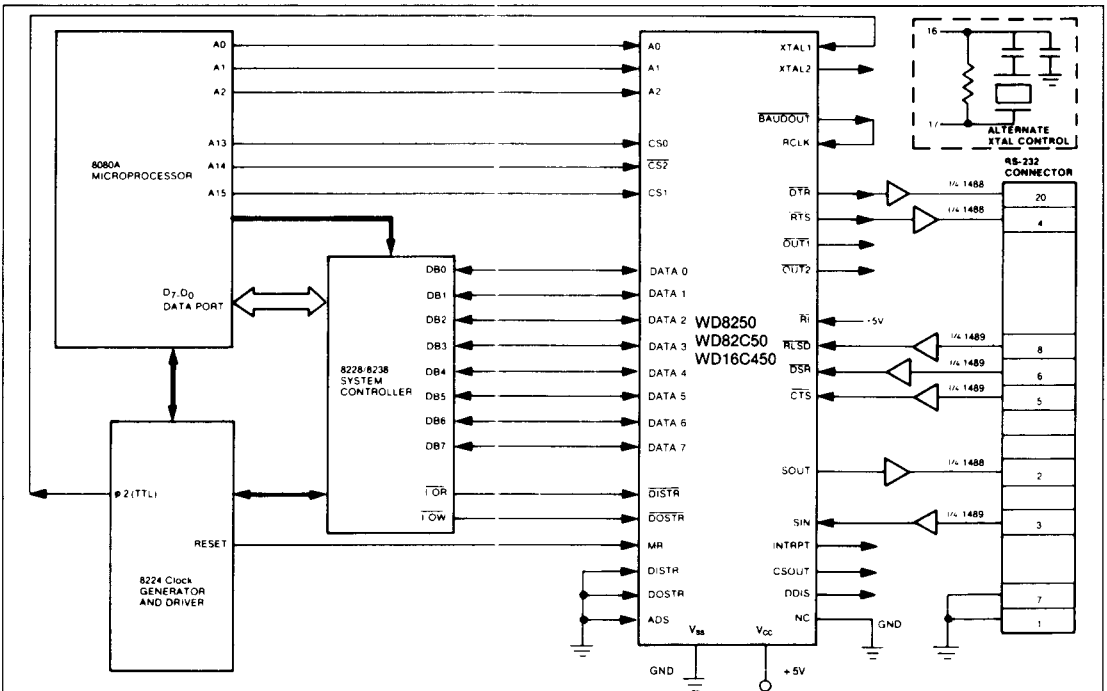 A0
A1
A2
A13
A14
A15
8080A
MICROPROCESSOR
D7-D0
DATA PORT
8228/8238
SYSTEM
CONTROLLER
DB0
DB1
DB2
DB3
DB4
DB5
DB6
DB7
I OR
I OW
φ2 (TTL)
RESET
8224 Clock
GENERATOR
AND DRIVER
A0
A1
A2
CS0
CS2
CS1
DATA 0
DATA 1
DATA 2
DATA 3
DATA 4
DATA 5
DATA 6
DATA 7
DISTR
DOSTR
MR
DISTR
DOSTR
ADS
WD8250
WD82C50
WD16C450
XTAL1
XTAL2
BAUDOUT
RCLK
DTR
RTS
OUT1
OUT2
RI
RLSD
DSR
CTS
SOUT
SIN
INTRPT
CSOUT
DDIS
NC
Vss
Vcc
GND
+5V
GND
-5V
16
17
ALTERNATE
XTAL CONTROL
RS-232
CONNECTOR
1/4 1488
20
1/4 1488
4
1/4 1489
8
1/4 1489
6
1/4 1489
5
1/4 1488
2
1/4 1489
3
7
1